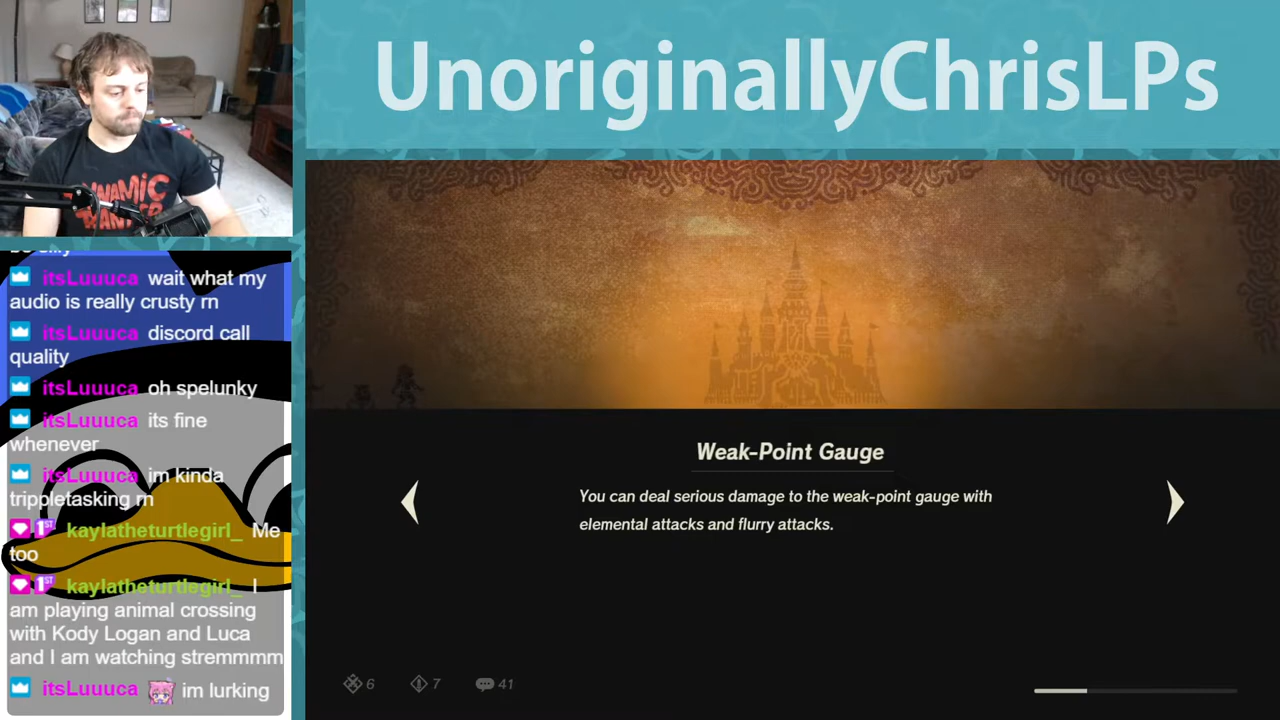 UnoriginallyChrisLPs
DYNAMIC
itsLuuuca wait what my
audio is really crusty rn
itsLuuuca discord call
quality
itsLuuuca oh spelunky
itsLuuuca its fine
whenever
itsLuuuca im kinda
trippletasking rn
1ST kaylatheturtlegirl_ Me
too
1ST kaylatheturtlegirl_ I
am playing animal crossing
with Kody Logan and Luca
and I am watching stremmmm
itsLuuuca im lurking
Weak-Point Gauge
You can deal serious damage to the weak-point gauge with
elemental attacks and flurry attacks.
6 7 41